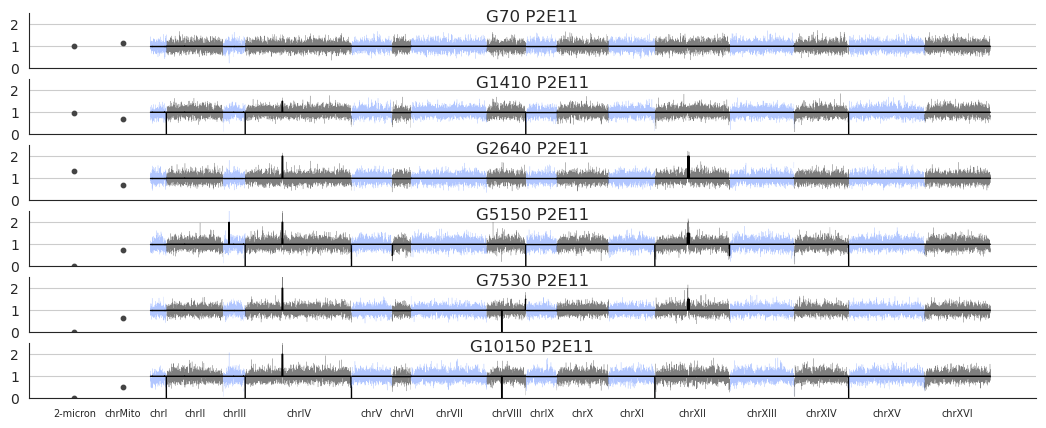 G70 P2E11
2
1
0
G1410 P2E11
2
1
0
G2640 P2E11
2
1
0
G5150 P2E11
2
1
0
G7530 P2E11
2
1
0
G10150 P2E11
2
1
0
2-micron chrMito chrI chrII chrIII chrIV chrV chrVI chrVII chrVIII chrIX chrX chrXI chrXII chrXIII chrXIV chrXV chrXVI